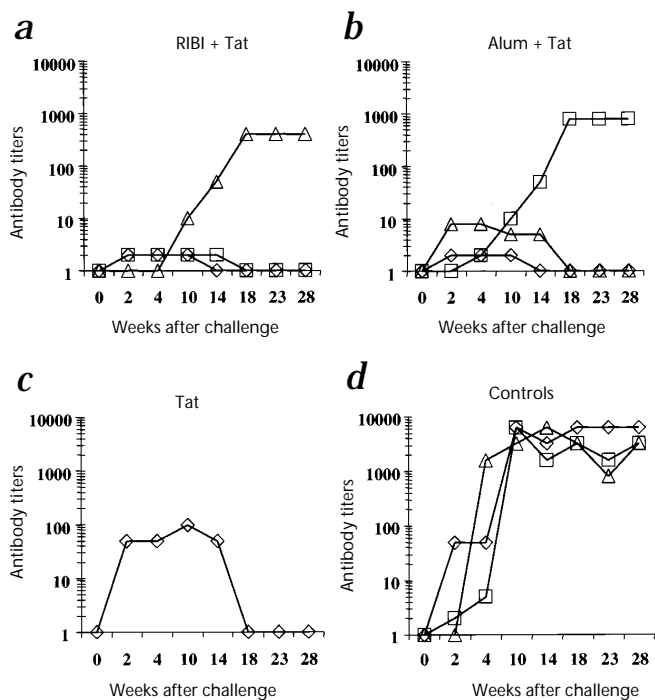 a
RIBI + Tat
10000
1000
100
10
1
Antibody titers
0 2 4 10 14 18 23 28
Weeks after challenge
b
Alum + Tat
10000
1000
100
10
1
Antibody titers
0 2 4 10 14 18 23 28
Weeks after challenge
c
Tat
10000
1000
100
10
1
Antibody titers
0 2 4 10 14 18 23 28
Weeks after challenge
d
Controls
10000
1000
100
10
1
Antibody titers
0 2 4 10 14 18 23 28
Weeks after challenge